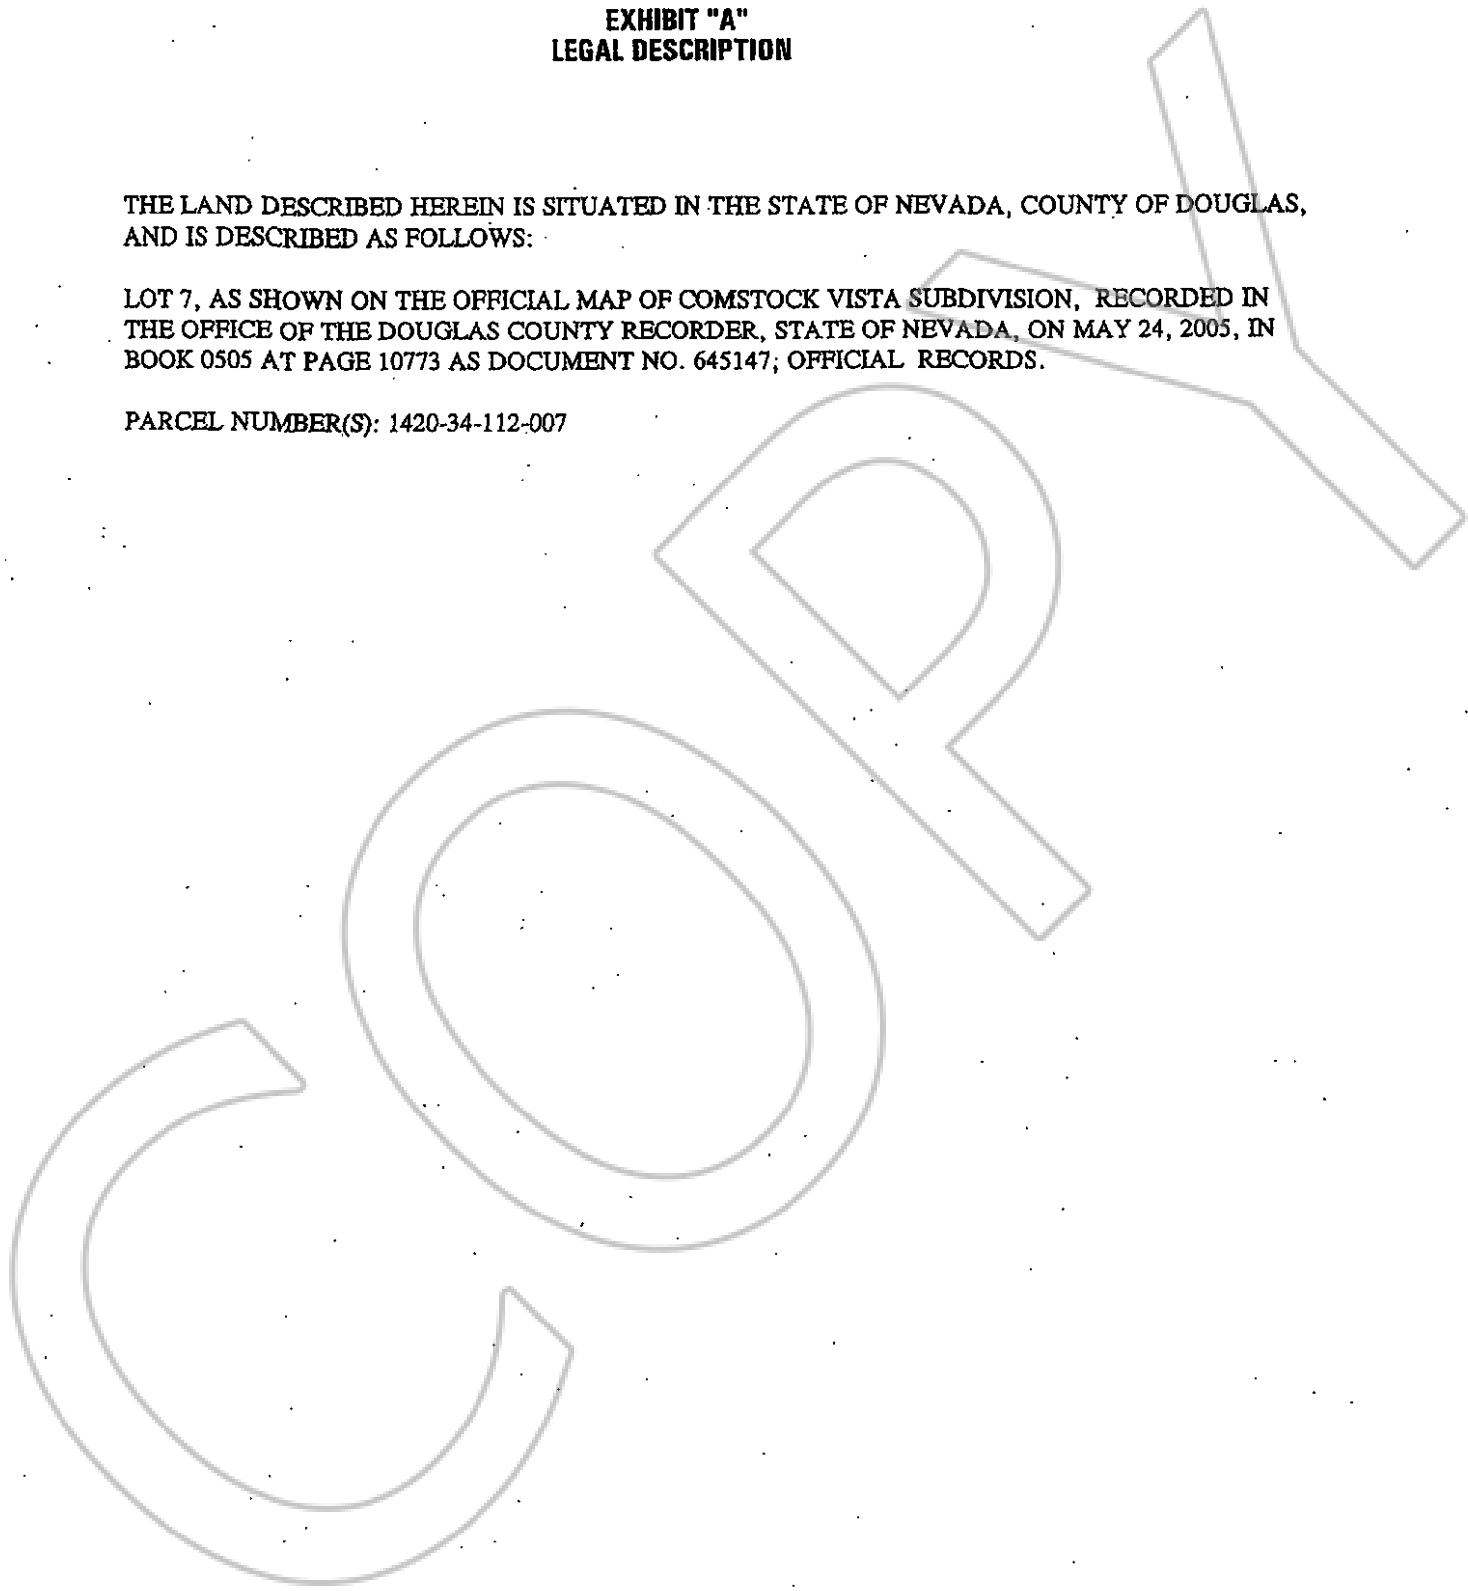 EXHIBIT "A"
LEGAL DESCRIPTION
THE LAND DESCRIBED HEREIN IS SITUATED IN THE STATE OF NEVADA, COUNTY OF DOUGLAS,
AND IS DESCRIBED AS FOLLOWS:
LOT 7, AS SHOWN ON THE OFFICIAL MAP OF COMSTOCK VISTA SUBDIVISION, RECORDED IN
THE OFFICE OF THE DOUGLAS COUNTY RECORDER, STATE OF NEVADA, ON MAY 24, 2005, IN
BOOK 0505 AT PAGE 10773 AS DOCUMENT NO. 645147; OFFICIAL RECORDS.
PARCEL NUMBER(S): 1420-34-112-007
COPY